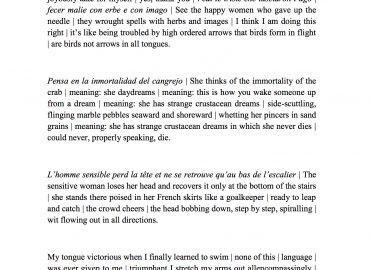 fecer malie con erbe e con imago | See the happy women who gave up the
needle | they wrought spells with herbs and images | I think I am doing this
right | it's like being troubled by high ordered arrows that birds form in flight
| are birds not arrows in all tongues.
Pensa en la inmortalidad del cangrejo | She thinks of the immortality of the
crab | meaning: she daydreams | meaning: this is how you wake someone up
from a dream | meaning: she has strange crustacean dreams | side-scuttling,
flinging marble pebbles seaward and shoreward | whetting her pincers in sand
grains | meaning: she has strange crustacean dreams in which she never dies |
could never, properly speaking, die.
L'homme sensible perd la tête et ne se retrouve qu'au bas de l'escalier | The
sensitive woman loses her head and recovers it only at the bottom of the stairs
| she stands there poised in her French skirts like a goalkeeper | ready to leap
and catch | the crowd cheers | the head bobbing down, step by step, spiralling |
wit flowing out in all directions.
My tongue victorious when I finally learned to swim | none of this | language |
was ever given to me | triumphant I stretch my arms out allencompassingly